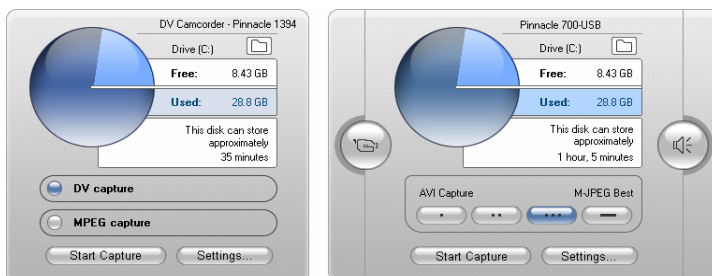 DV Camcorder - Pinnacle 1394
Drive (C:)
Free: 8.43 GB
Used: 28.8 GB
This disk can store
approximately
35 minutes
DV capture
MPEG capture
Start Capture Settings...
Pinnacle 700-USB
Drive (C:)
Free: 8.43 GB
Used: 28.8 GB
This disk can store
approximately
1 hour, 5 minutes
AVI Capture M-JPEG Best
Start Capture Settings...